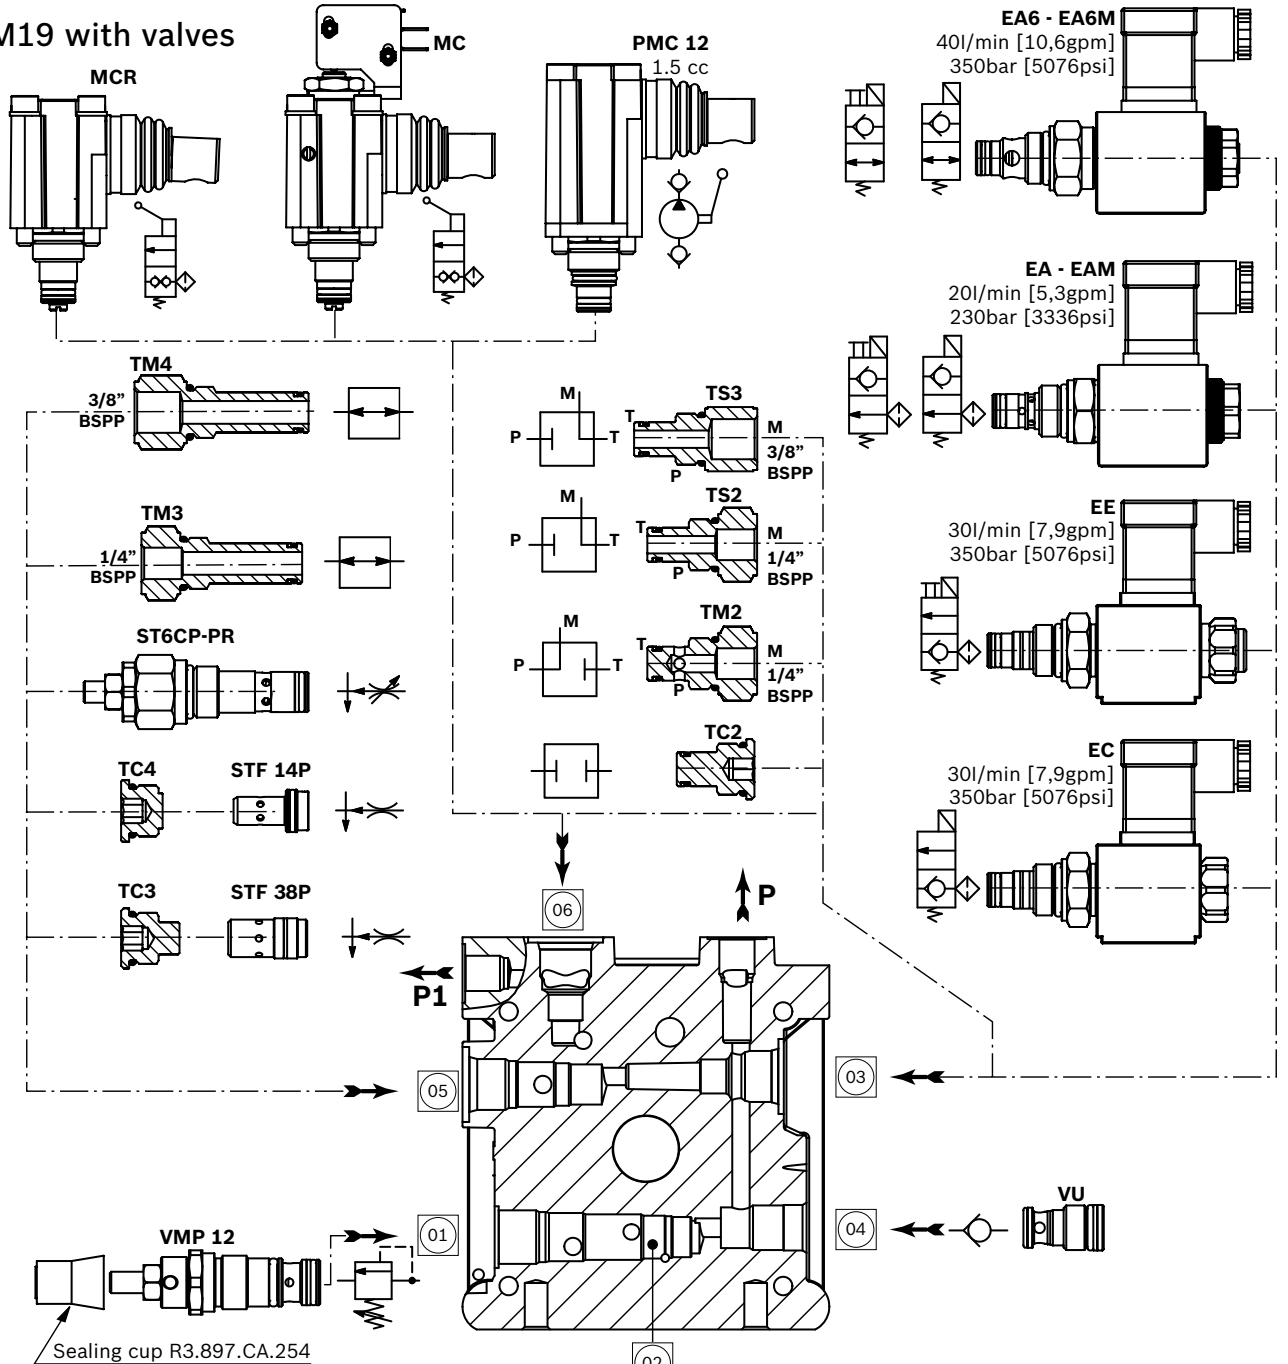 M19 with valves
MCR
MC
PMC 12
1.5 cc
EA6 - EA6M
40l/min [10,6gpm]
350bar [5076psi]
EA - EAM
20l/min [5,3gpm]
230bar [3336psi]
TM4
3/8”
BSPP
M
P
T
TS3
T
P
M
3/8”
BSPP
TM3
1/4”
BSPP
M
P
T
TS2
T
P
M
1/4”
BSPP
EE
30l/min [7,9gpm]
350bar [5076psi]
ST6CP-PR
M
P
T
TM2
T
P
M
1/4”
BSPP
TC4
STF 14P
TC2
EC
30l/min [7,9gpm]
350bar [5076psi]
TC3
STF 38P
06
P
P1
05
03
01
04
VU
VMP 12
Sealing cup R3.897.CA.254
02